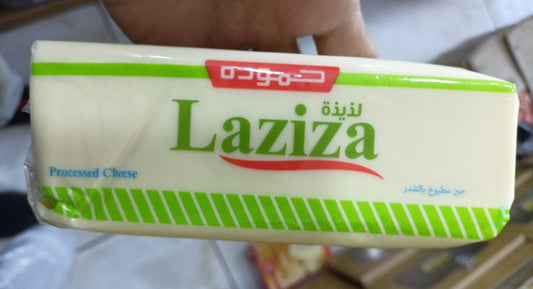 حمودة
لذيذة
Laziza
Processed Cheese
جبن مطبوخ بالشدر